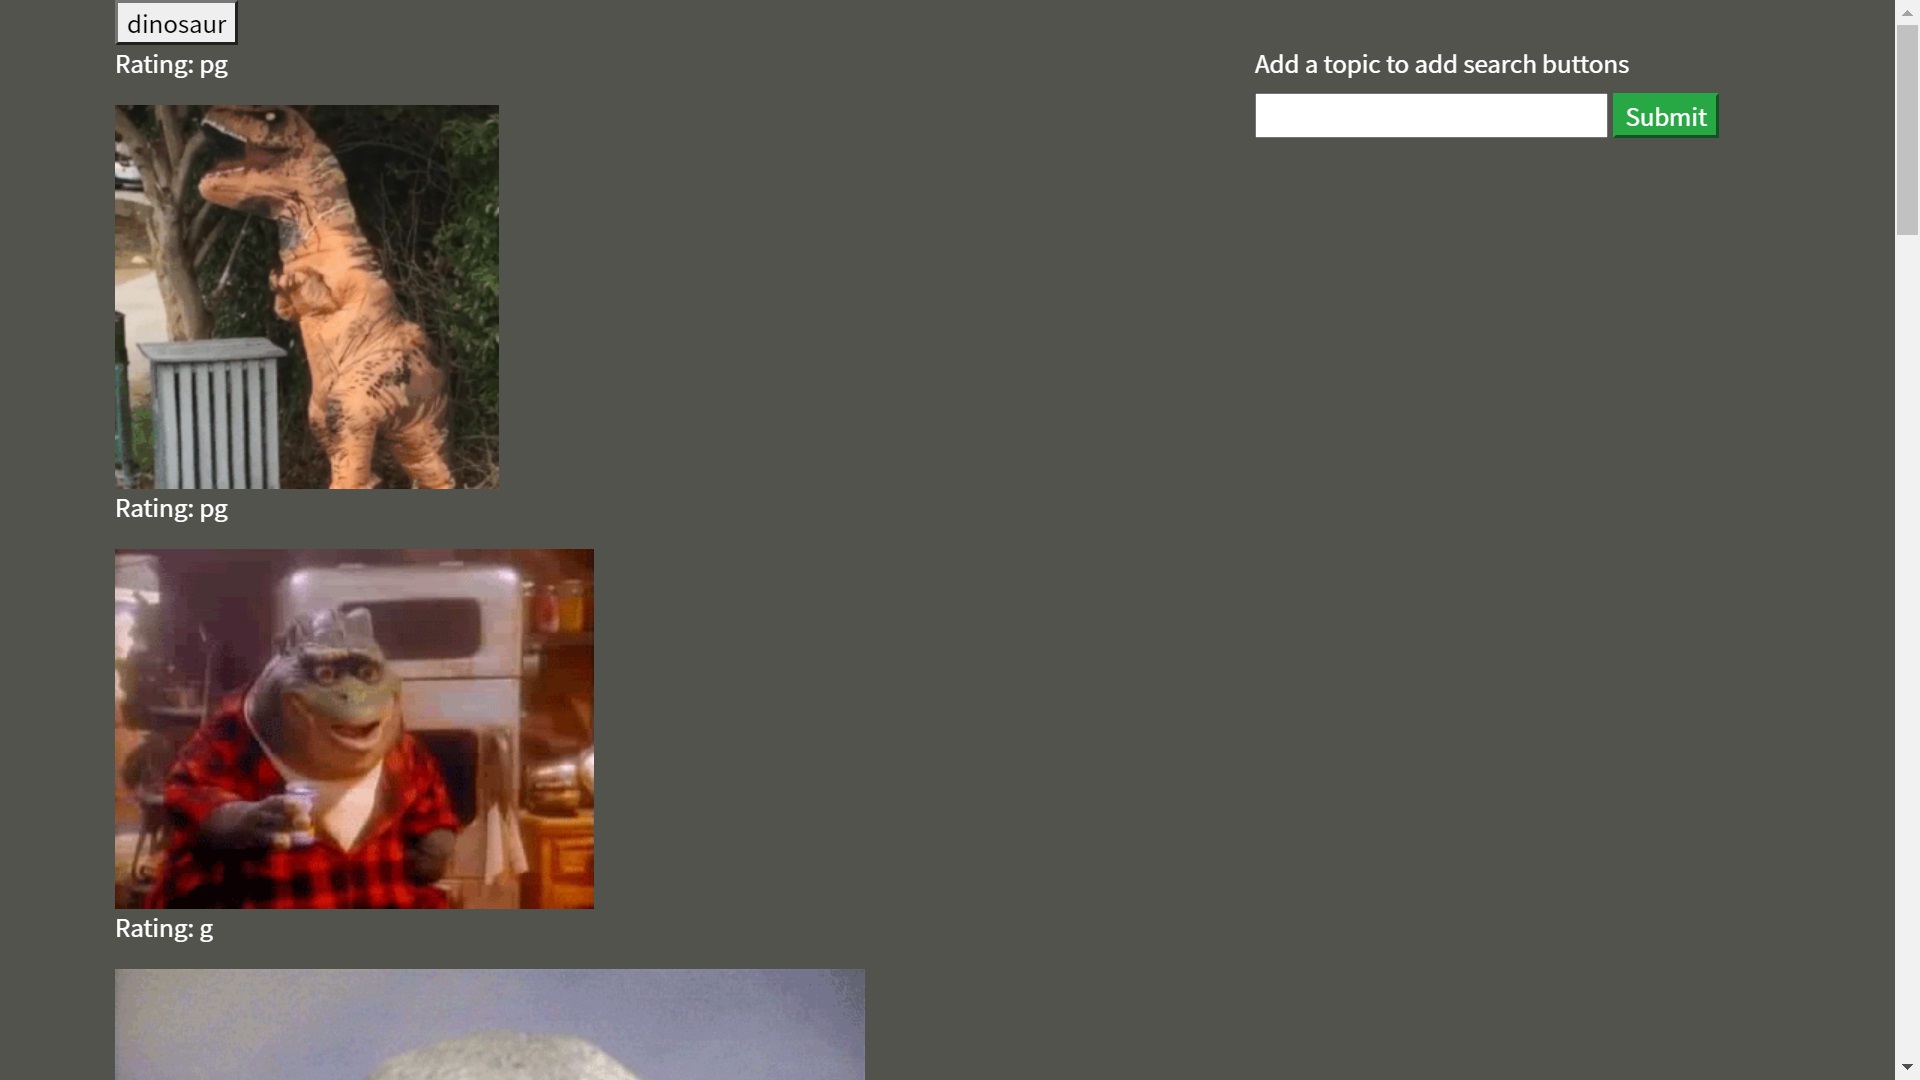 dinosaur
Rating: pg
Add a topic to add search buttons
Submit
Rating: pg
Rating: g